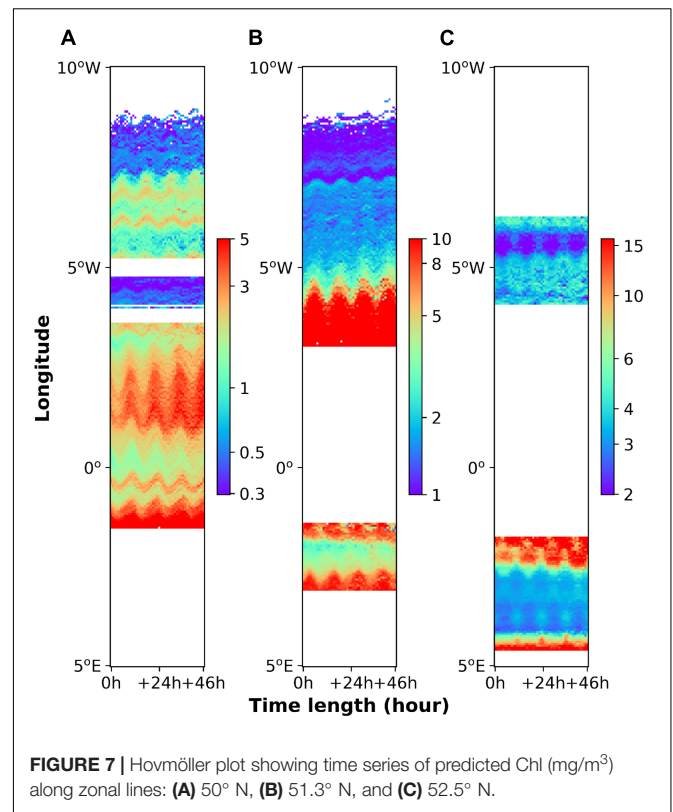 A
B
C
10°W
10°W
10°W
5°W
5°W
5°W
0°
0°
0°
5°E
5°E
5°E
Longitude
5
3
1
0.5
0.3
10
8
5
2
1
15
10
6
4
3
2
0h +24h+46h
0h +24h+46h
0h +24h+46h
Time length (hour)
FIGURE 7 | Hovmöller plot showing time series of predicted Chl (mg/m³)
along zonal lines: (A) 50° N, (B) 51.3° N, and (C) 52.5° N.